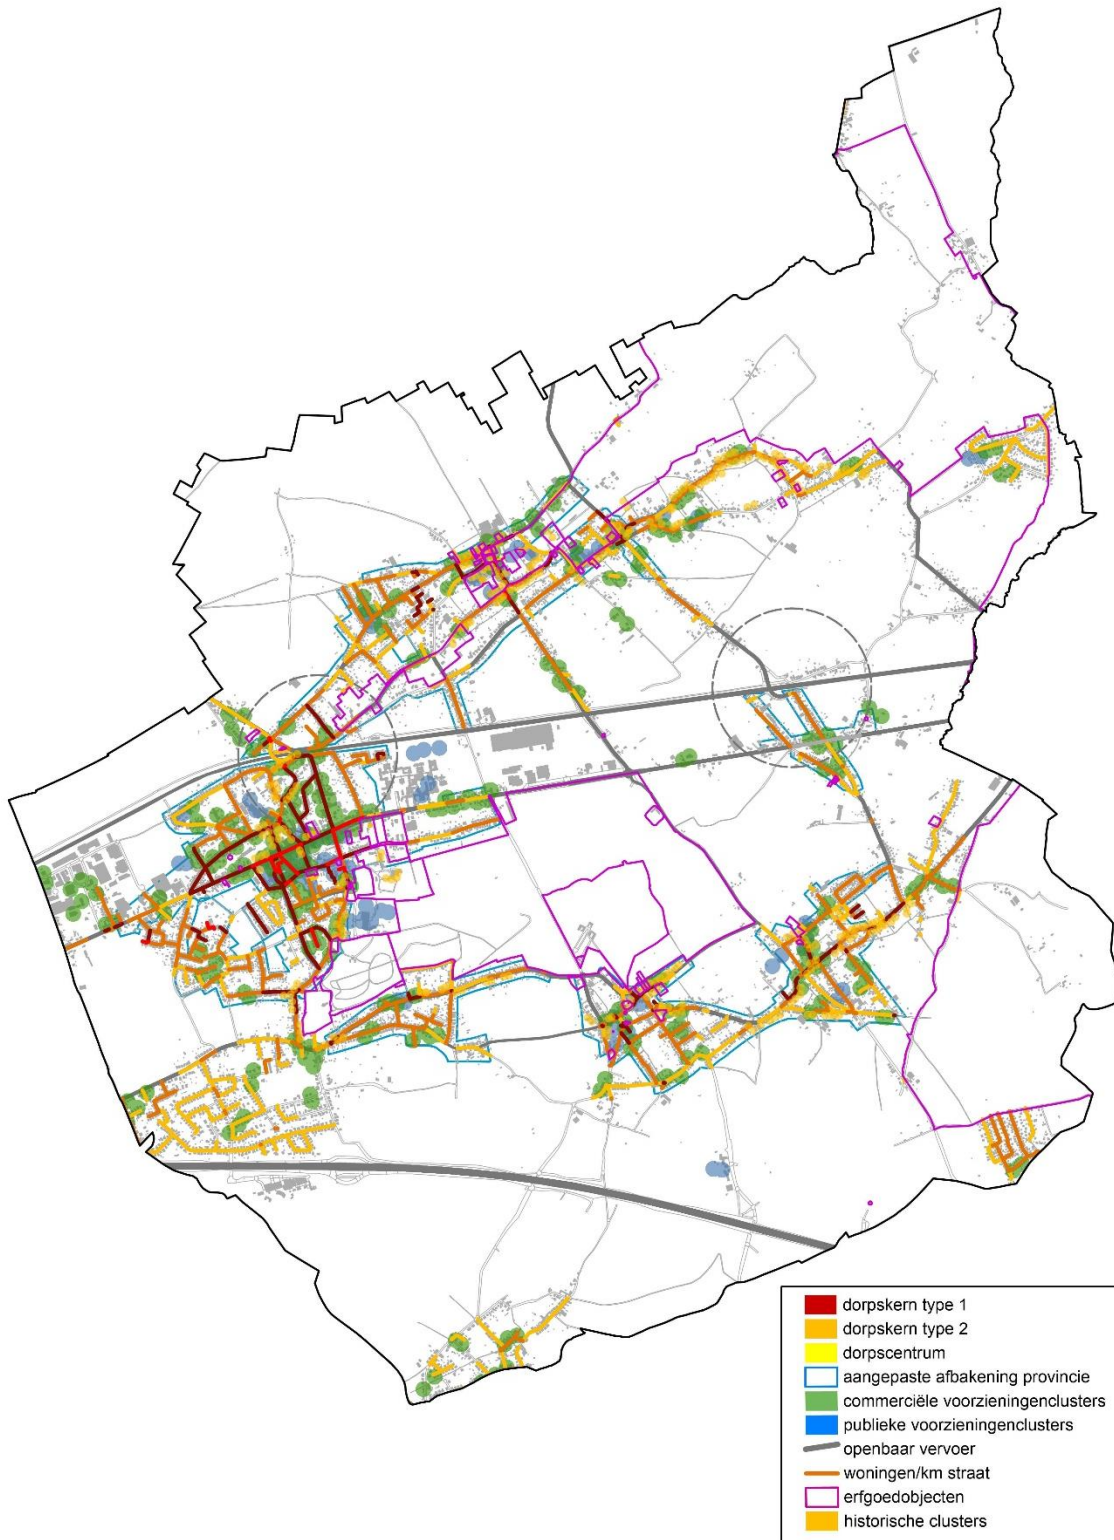 dorpskern type 1
dorpskern type 2
dorpscentrum
aangepaste afbakening provincie
commerciële voorzieningenclusters
publieke voorzieningenclusters
openbaar vervoer
woningen/km straat
erfgoedobjecten
historische clusters